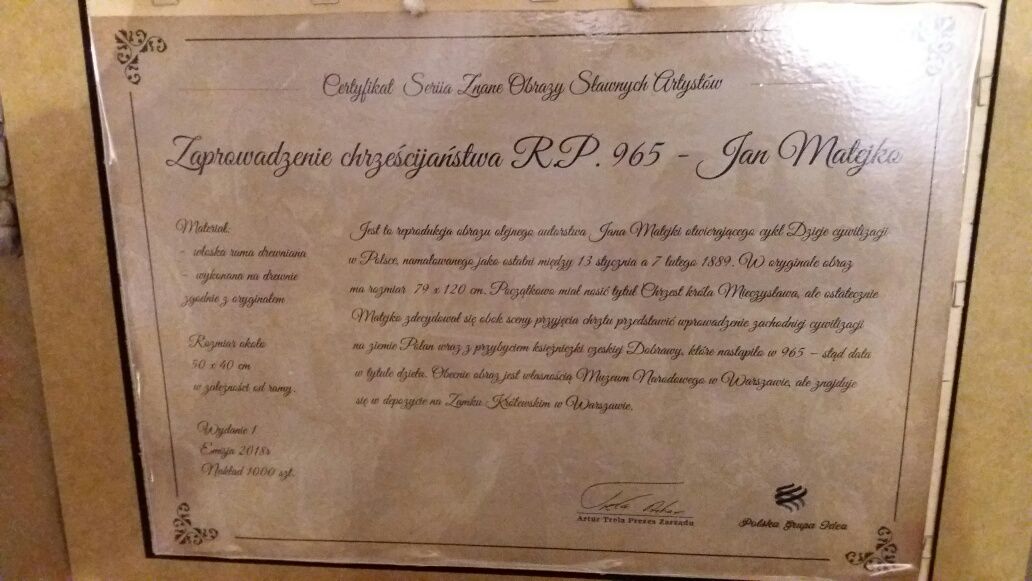 Certyfikat Seriia Znane Obrazy Sławnych Artystów
Zaprowadzenie chrześcijaństwa R.P. 965 - Jan Matejko
Materiał:
- włoska rama drewniana
- wykonana na drewnie
zgodnie z oryginałem
Rozmiar około
50 x 40 cm
w zależności od ramy.
Wydanie 1
Emisja 2018r
Nakład 1000 szt.
Jest to reprodukcja obrazu olejnego autorstwa Jana Matejki otwierającego cykl Dzieje cywilizacji
w Polsce, namalowanego jako ostatni między 13 stycznia a 7 lutego 1889. W oryginale obraz
ma rozmiar 79 x 120 cm. Początkowo miał nosić tytuł Chrzest króla Mieczysława, ale ostatecznie
Matejko zdecydował się obok sceny przyjęcia chrztu przedstawić wprowadzenie zachodniej cywilizacji
na ziemie Polan wraz z przybyciem księżniczki czeskiej Dobrawy, które nastąpiło w 965 – stąd data
w tytule dzieła. Obecnie obraz jest własnością Muzeum Narodowego w Warszawie, ale znajduje
się w depozycie na Zamku Królewskim w Warszawie.
Trela Artur
Artur Trela Prezes Zarządu
Polska Grupa Idea